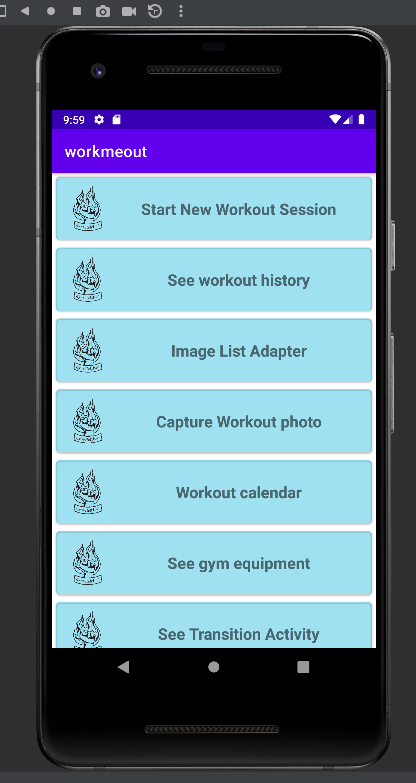 9:59
workmeout
Start New Workout Session
See workout history
Image List Adapter
Capture Workout photo
Workout calendar
See gym equipment
See Transition Activity